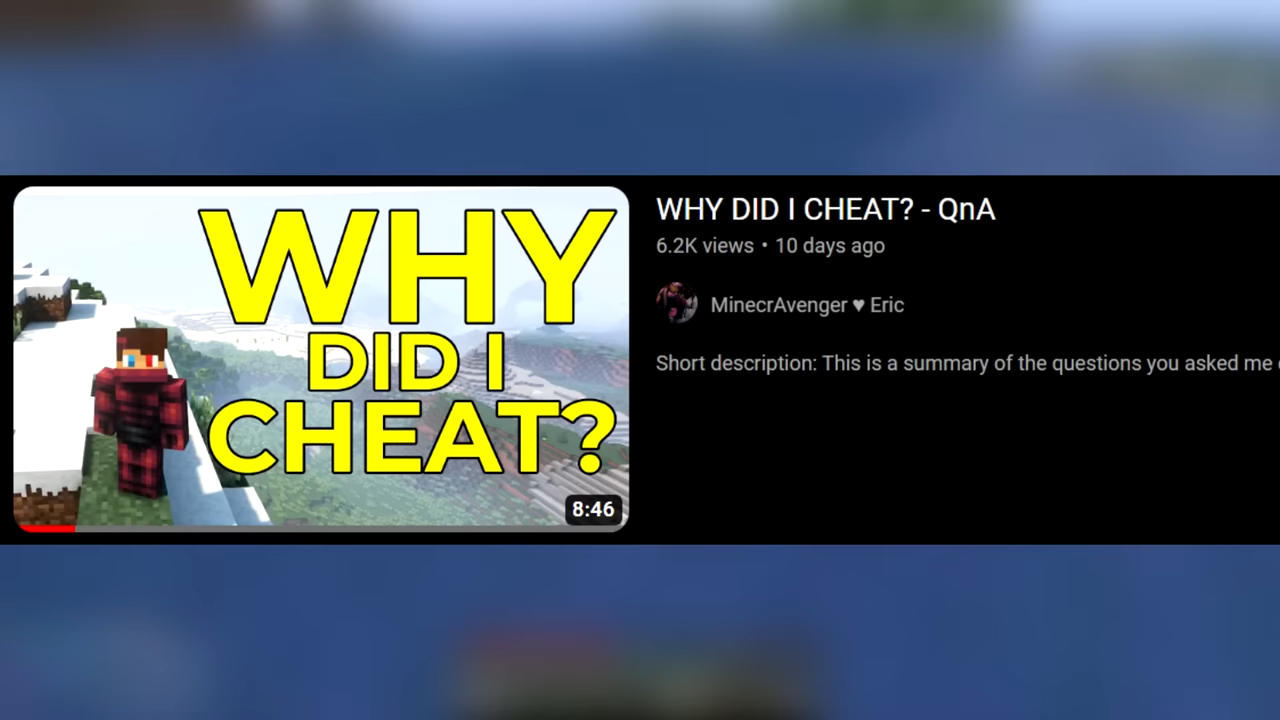 WHY
DID I
CHEAT?
8:46
WHY DID I CHEAT? - QnA
6.2K views • 10 days ago
MinecrAvenger ♥ Eric
Short description: This is a summary of the questions you asked me